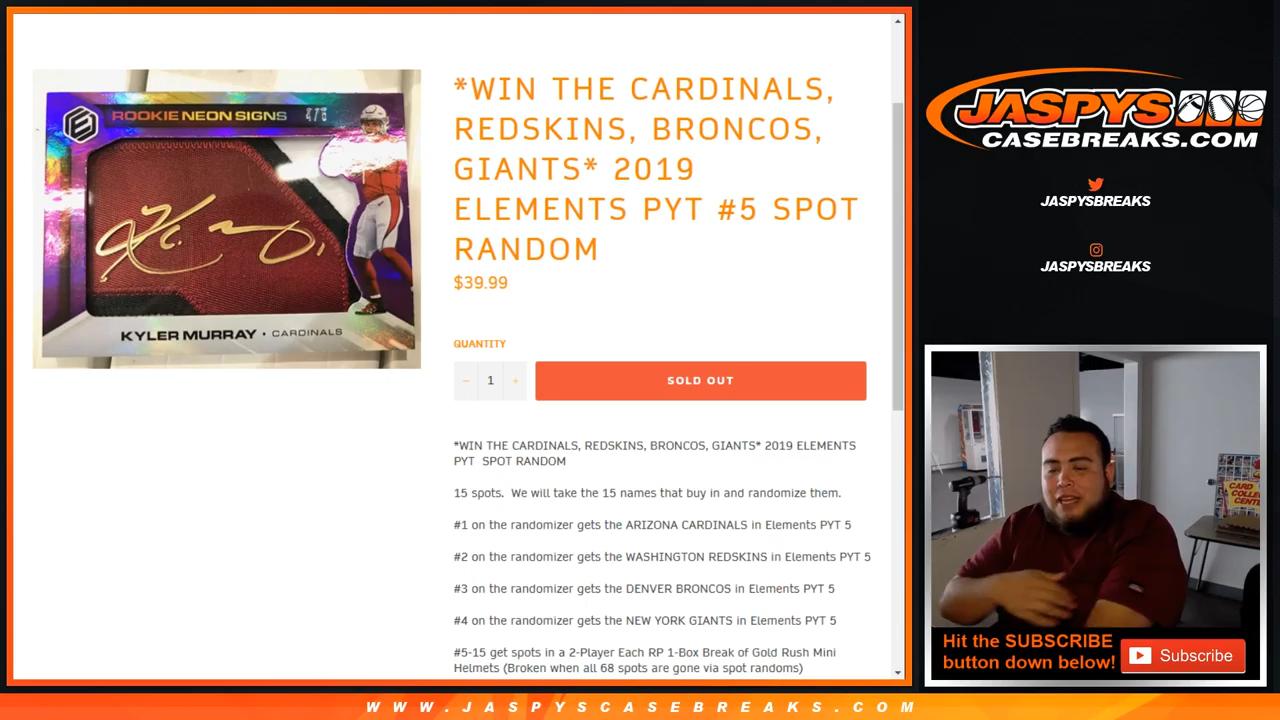 ROOKIE NEON SIGNS 4/5
KYLER MURRAY · CARDINALS
*WIN THE CARDINALS,
REDSKINS, BRONCOS,
GIANTS* 2019
ELEMENTS PYT #5 SPOT
RANDOM
$39.99
QUANTITY
− 1 +
SOLD OUT
*WIN THE CARDINALS, REDSKINS, BRONCOS, GIANTS* 2019 ELEMENTS
PYT SPOT RANDOM
15 spots. We will take the 15 names that buy in and randomize them.
#1 on the randomizer gets the ARIZONA CARDINALS in Elements PYT 5
#2 on the randomizer gets the WASHINGTON REDSKINS in Elements PYT 5
#3 on the randomizer gets the DENVER BRONCOS in Elements PYT 5
#4 on the randomizer gets the NEW YORK GIANTS in Elements PYT 5
#5-15 get spots in a 2-Player Each RP 1-Box Break of Gold Rush Mini
Helmets (Broken when all 68 spots are gone via spot randoms)
JASPYS
CASEBREAKS.COM
JASPYSBREAKS
JASPYSBREAKS
CARD
Hit the SUBSCRIBE
button down below!
Subscribe
WWW.JASPYSCASEBREAKS.COM